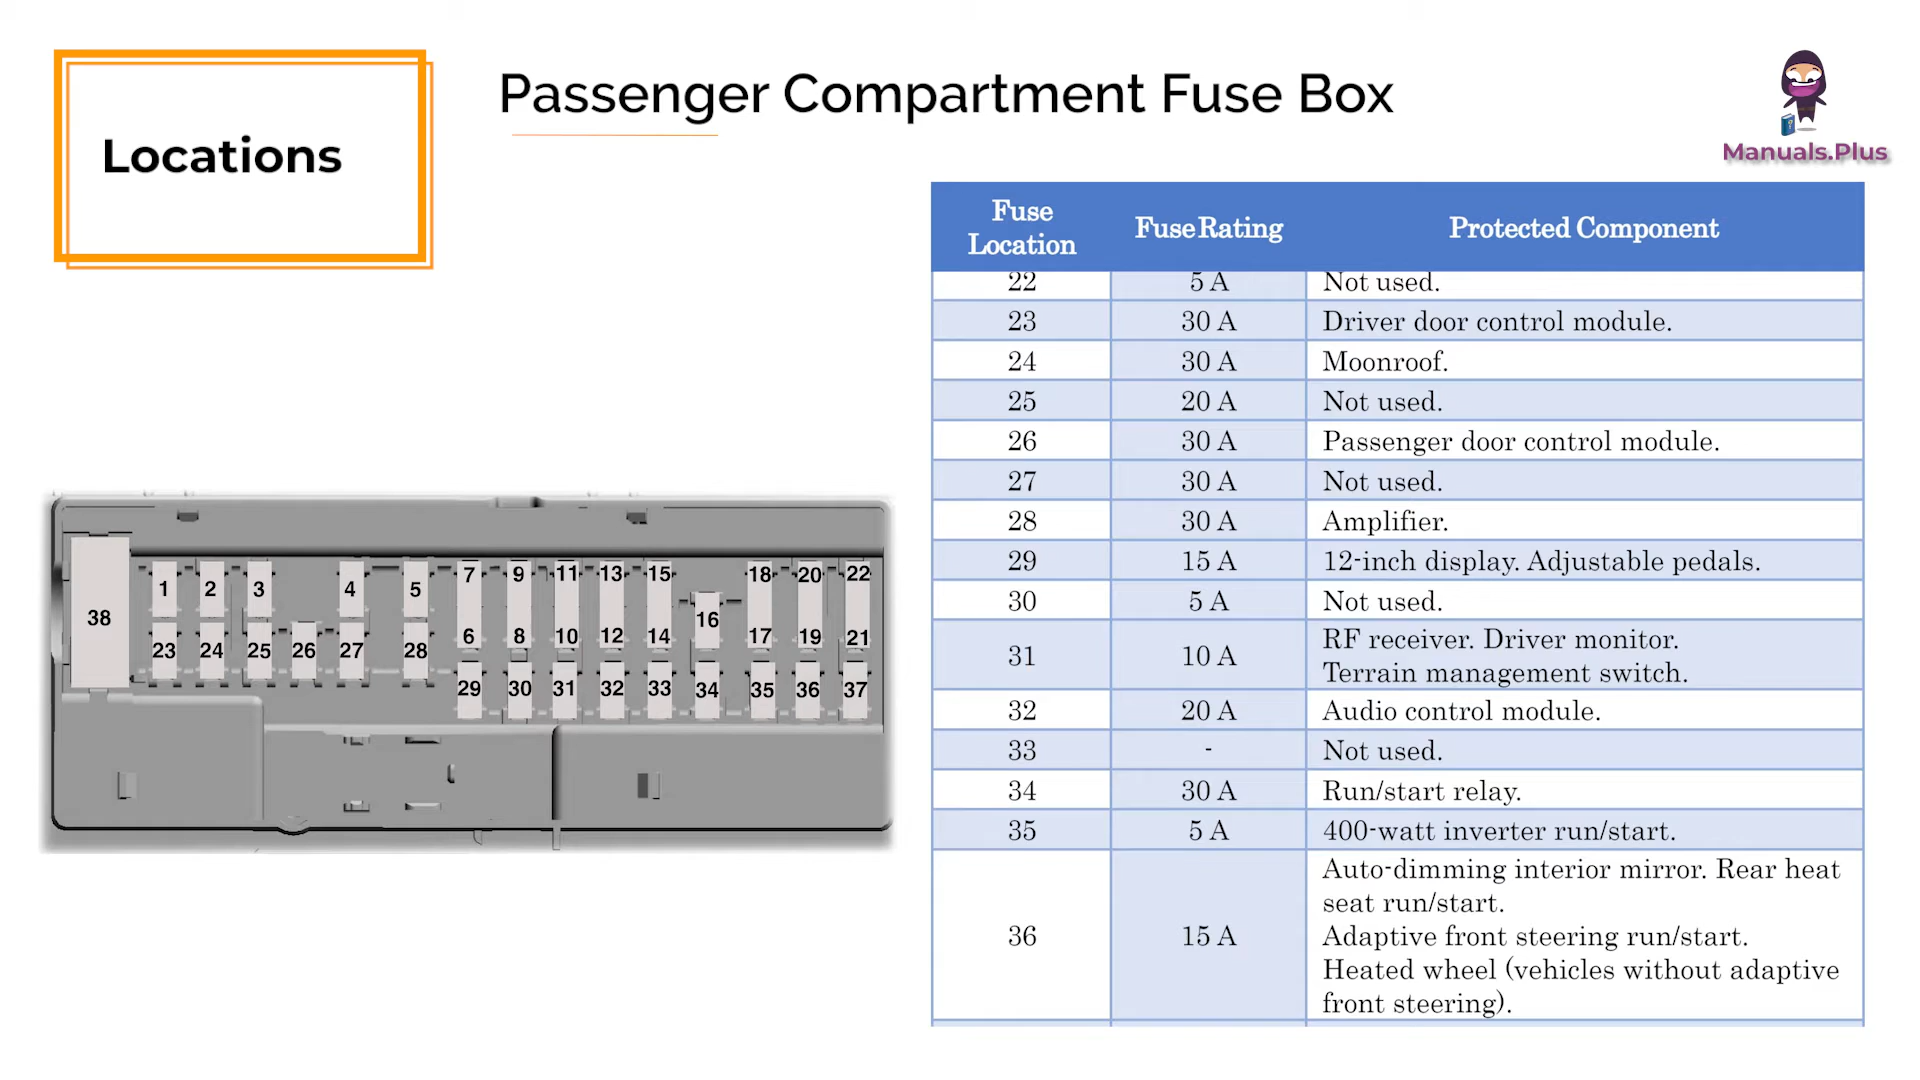 Locations
Passenger Compartment Fuse Box
Manuals.Plus
Fuse
Location
Fuse Rating
Protected Component
22 5 A Not used.
23 30 A Driver door control module.
24 30 A Moonroof.
25 20 A Not used.
26 30 A Passenger door control module.
27 30 A Not used.
28 30 A Amplifier.
29 15 A 12-inch display. Adjustable pedals.
30 5 A Not used.
31 10 A RF receiver. Driver monitor.
Terrain management switch.
32 20 A Audio control module.
33 - Not used.
34 30 A Run/start relay.
35 5 A 400-watt inverter run/start.
36 15 A Auto-dimming interior mirror. Rear heat
seat run/start.
Adaptive front steering run/start.
Heated wheel (vehicles without adaptive
front steering).
38
1 2 3 4 5 7 9 11 13 15 16 18 20 22
23 24 25 26 27 28 6 8 10 12 14 17 19 21
29 30 31 32 33 34 35 36 37